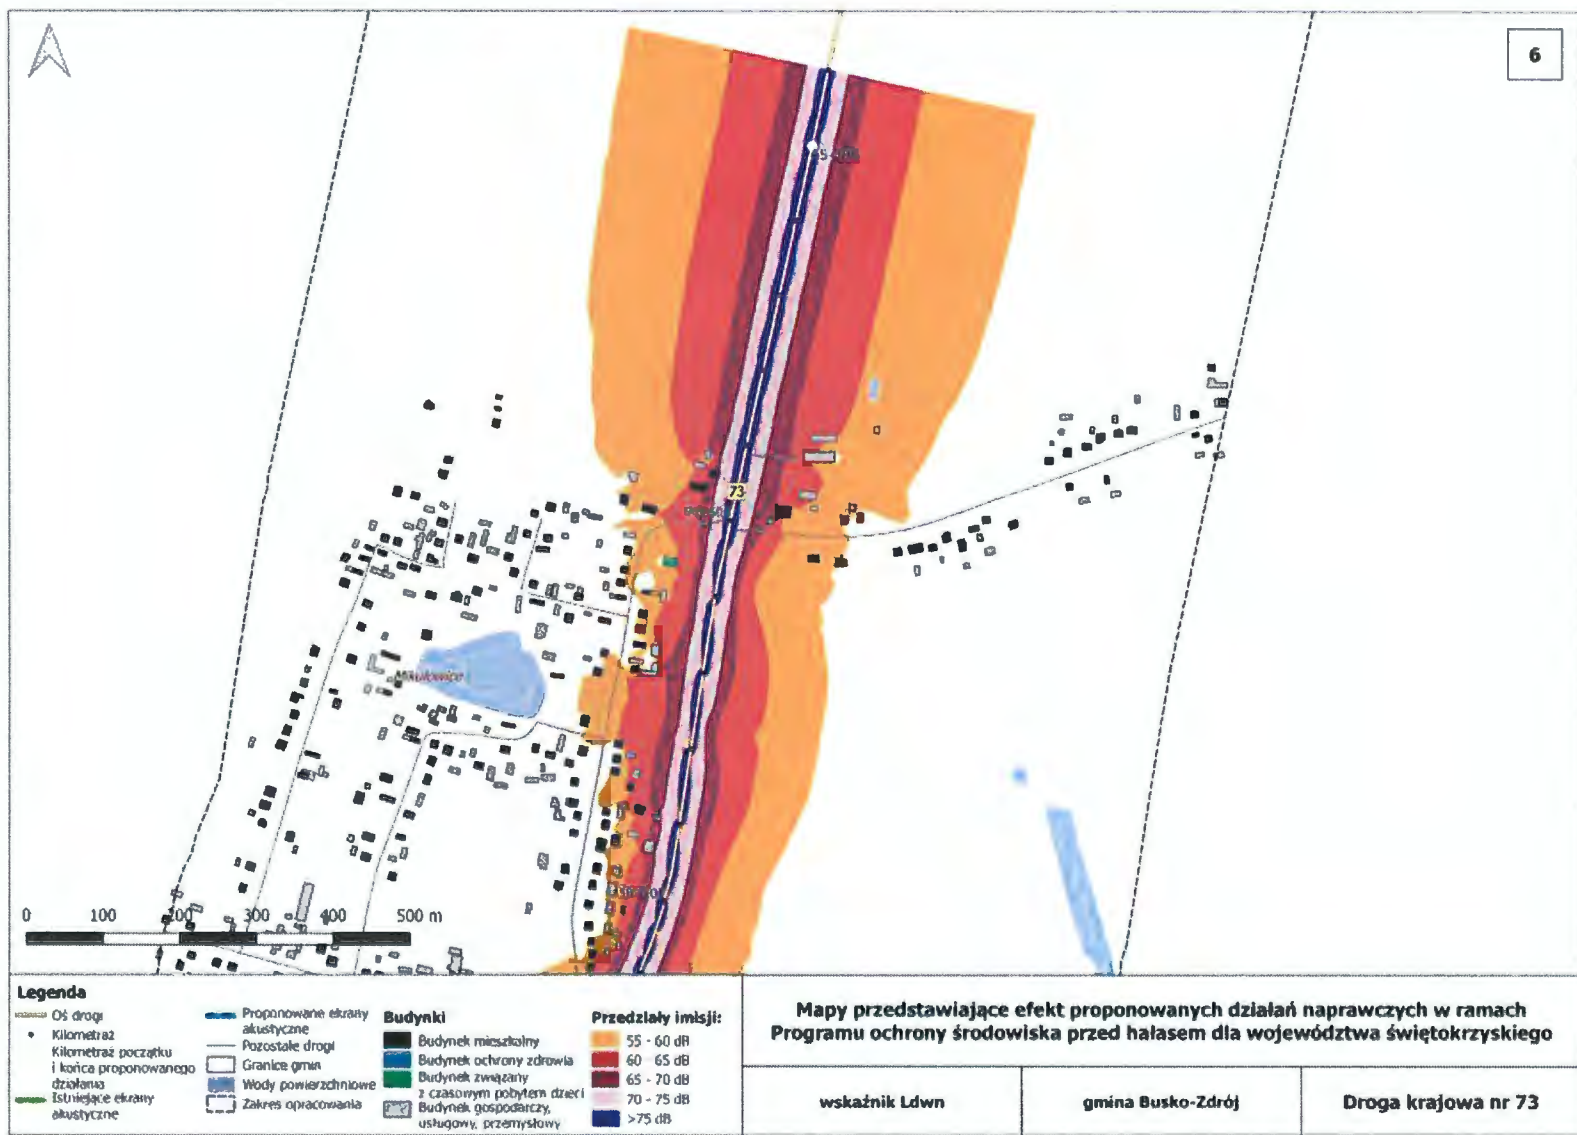 6
73
Mikułowice
0 100 200 300 400 500 m
Legenda
Oś drogi
Kilometraż
Kilometraż początku
i końca proponowanego
działania
Istniejące ekrany
akustyczne
Proponowane ekrany
akustyczne
Pozostałe drogi
Granice gmin
Wody powierzchniowe
Zakres opracowania
Budynki
Budynek mieszkalny
Budynek ochrony zdrowia
Budynek związany
z czasowym pobytem dzieci
Budynek gospodarczy,
usługowy, przemysłowy
Przedziały imisji:
55 - 60 dB
60 - 65 dB
65 - 70 dB
70 - 75 dB
>75 dB
Mapy przedstawiające efekt proponowanych działań naprawczych w ramach
Programu ochrony środowiska przed hałasem dla województwa świętokrzyskiego
wskaźnik Ldwn
gmina Busko-Zdrój
Droga krajowa nr 73